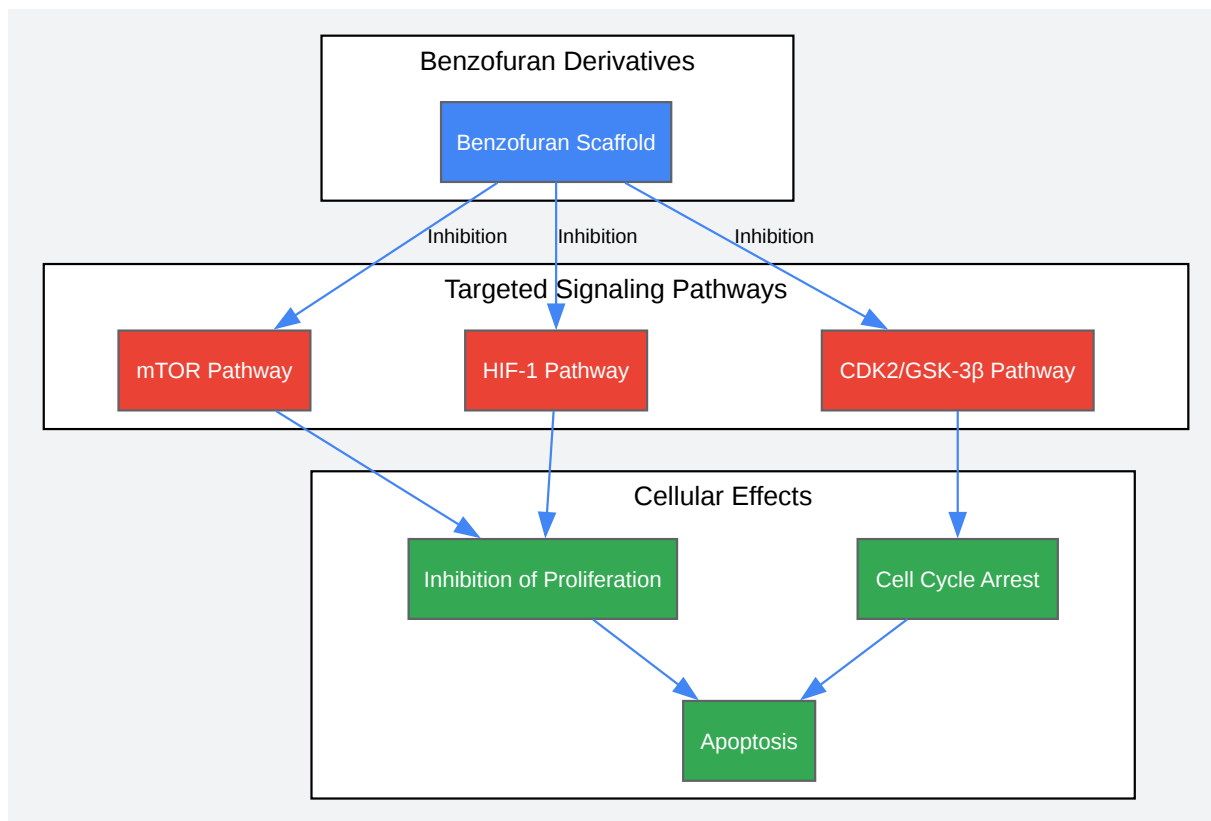 Benzofuran Derivatives
Benzofuran Scaffold
Inhibition
Inhibition
Inhibition
Targeted Signaling Pathways
mTOR Pathway
HIF-1 Pathway
CDK2/GSK-3β Pathway
Cellular Effects
Inhibition of Proliferation
Cell Cycle Arrest
Apoptosis